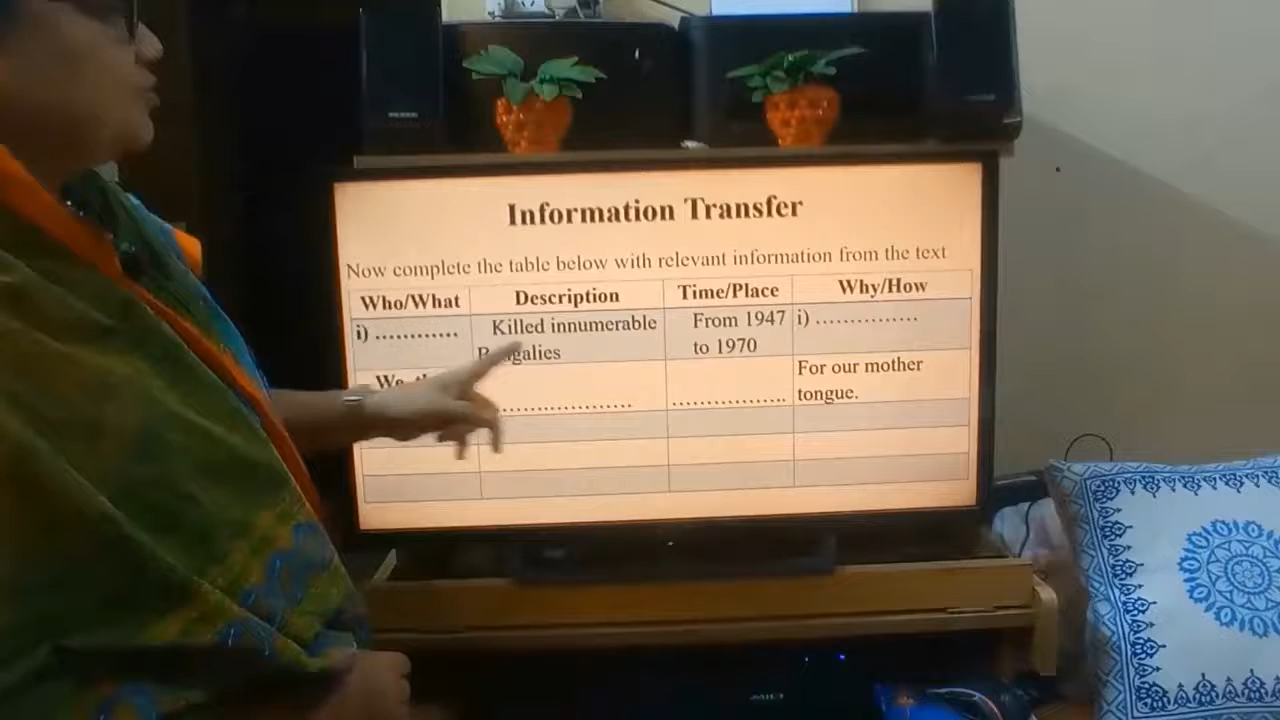 Information Transfer
Now complete the table below with relevant information from the text
Who/What Description Time/Place Why/How
i) ............ Killed innumerable From 1947 i) ...............
to 1970
We For our mother
................... ................. tongue.